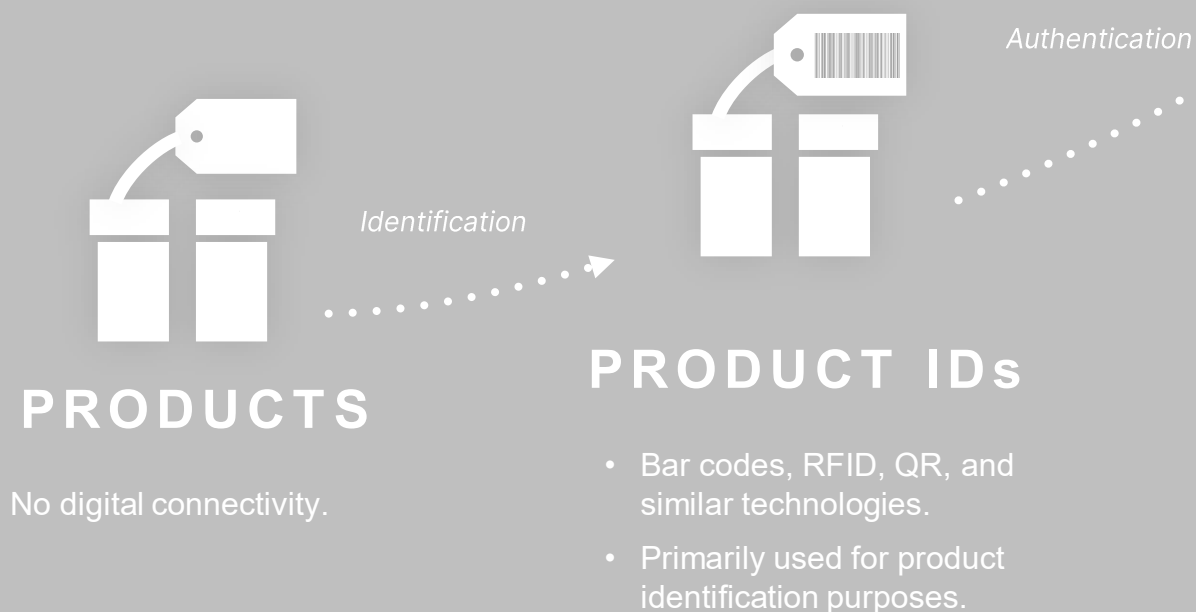 Authentication
Identification
PRODUCTS
No digital connectivity.
PRODUCT IDs
• Bar codes, RFID, QR, and
similar technologies.
• Primarily used for product
identification purposes.